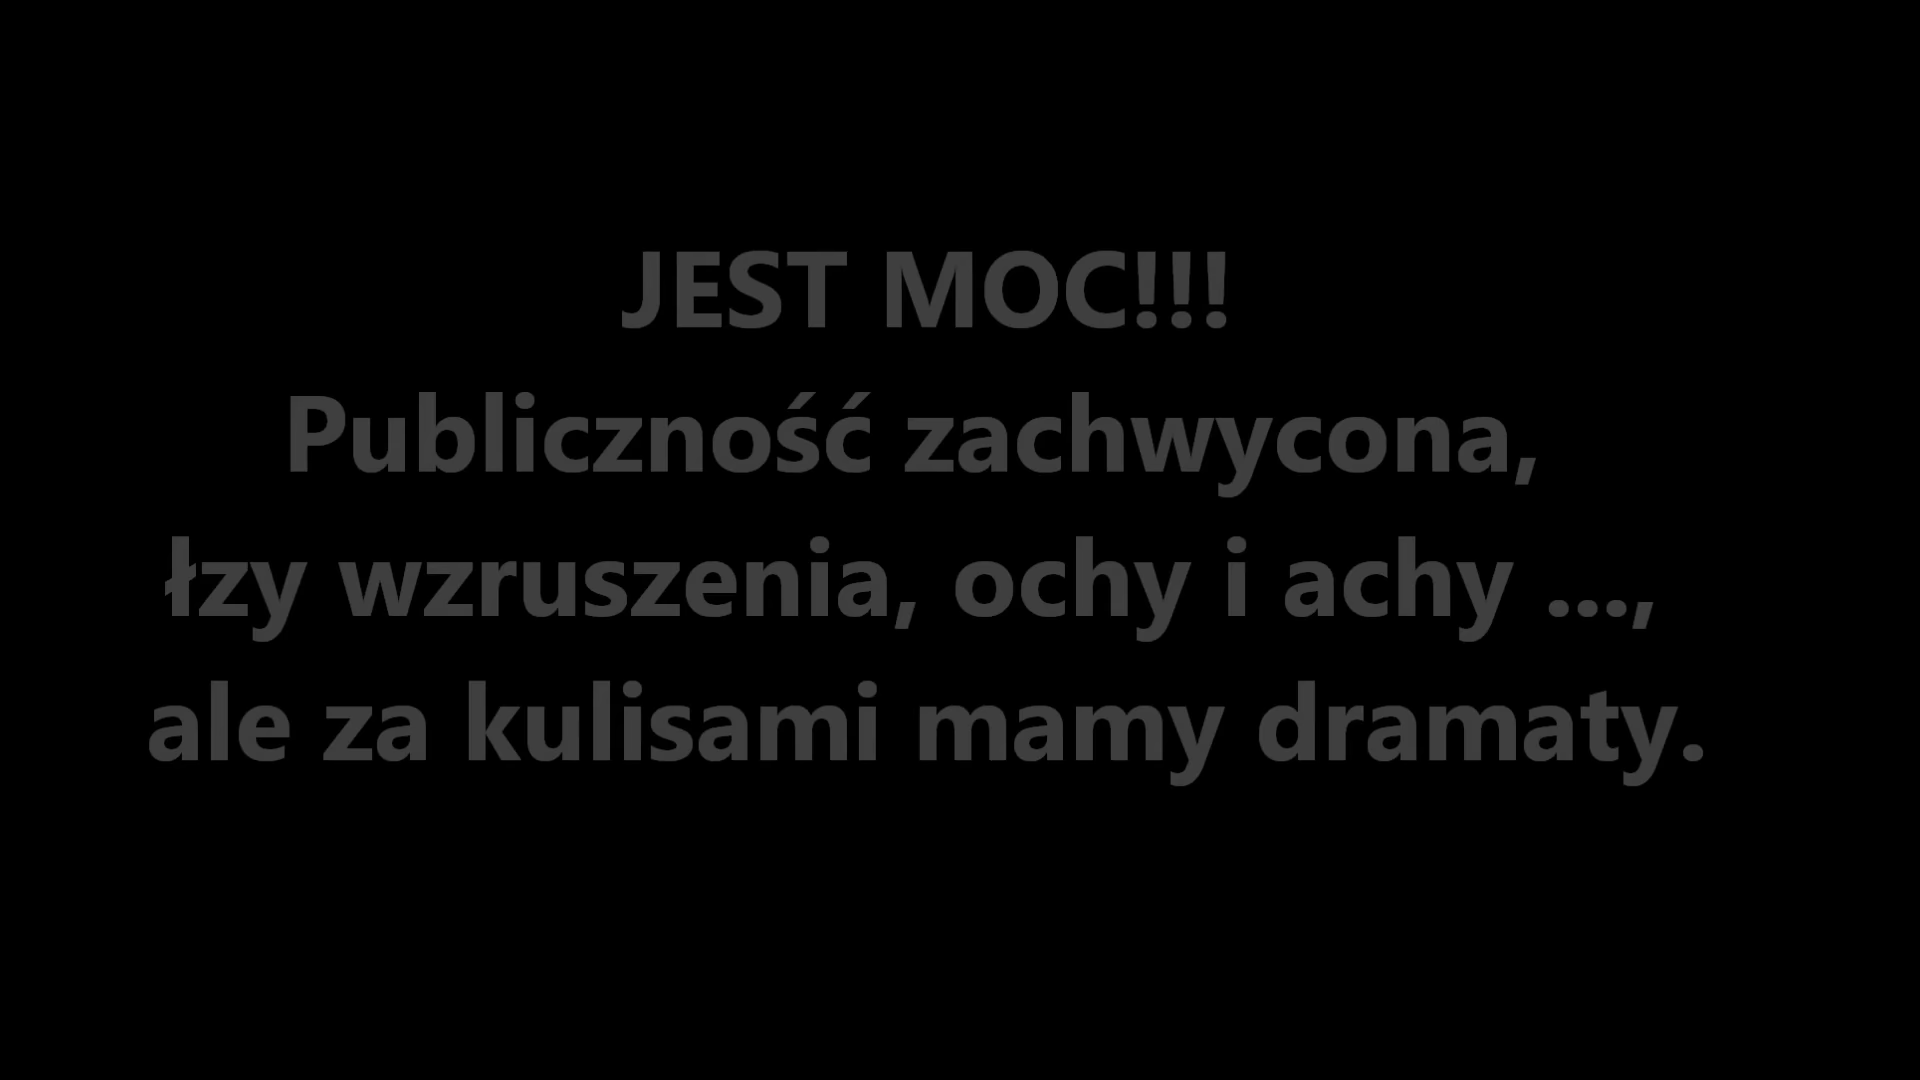 JEST MOC!!!
Publiczność zachwycona,
łzy wzruszenia, ochy i achy ...,
ale za kulisami mamy dramaty.